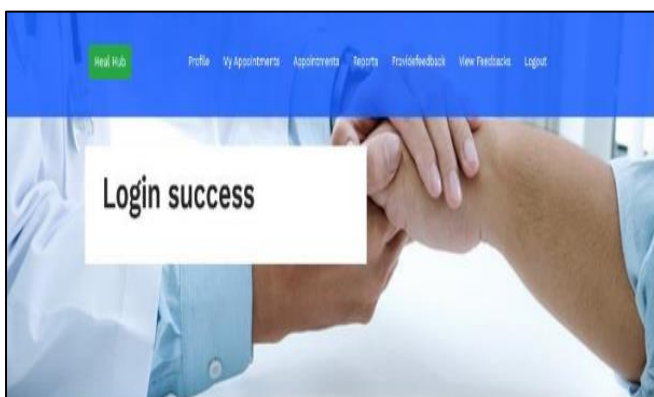 Heal Hub
Profile My Appointments Appointments Reports Providefeedback View Feedbacks Logout
Login success